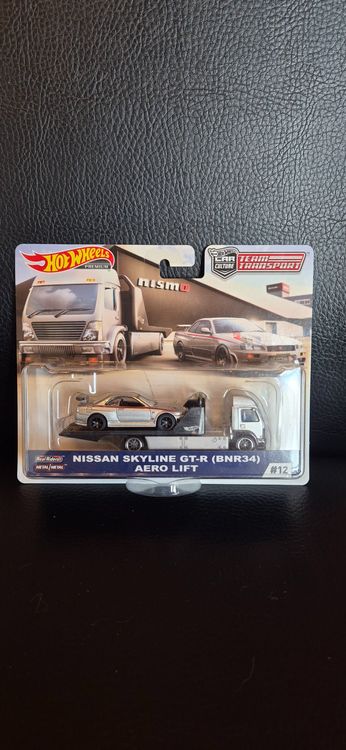 HOT WHEELS
PREMIUM
CAR
CULTURE
TEAM
TRANSPORT
nismo
Real Riders
METAL/METAL
NISSAN SKYLINE GT-R (BNR34)
AERO LIFT
#12